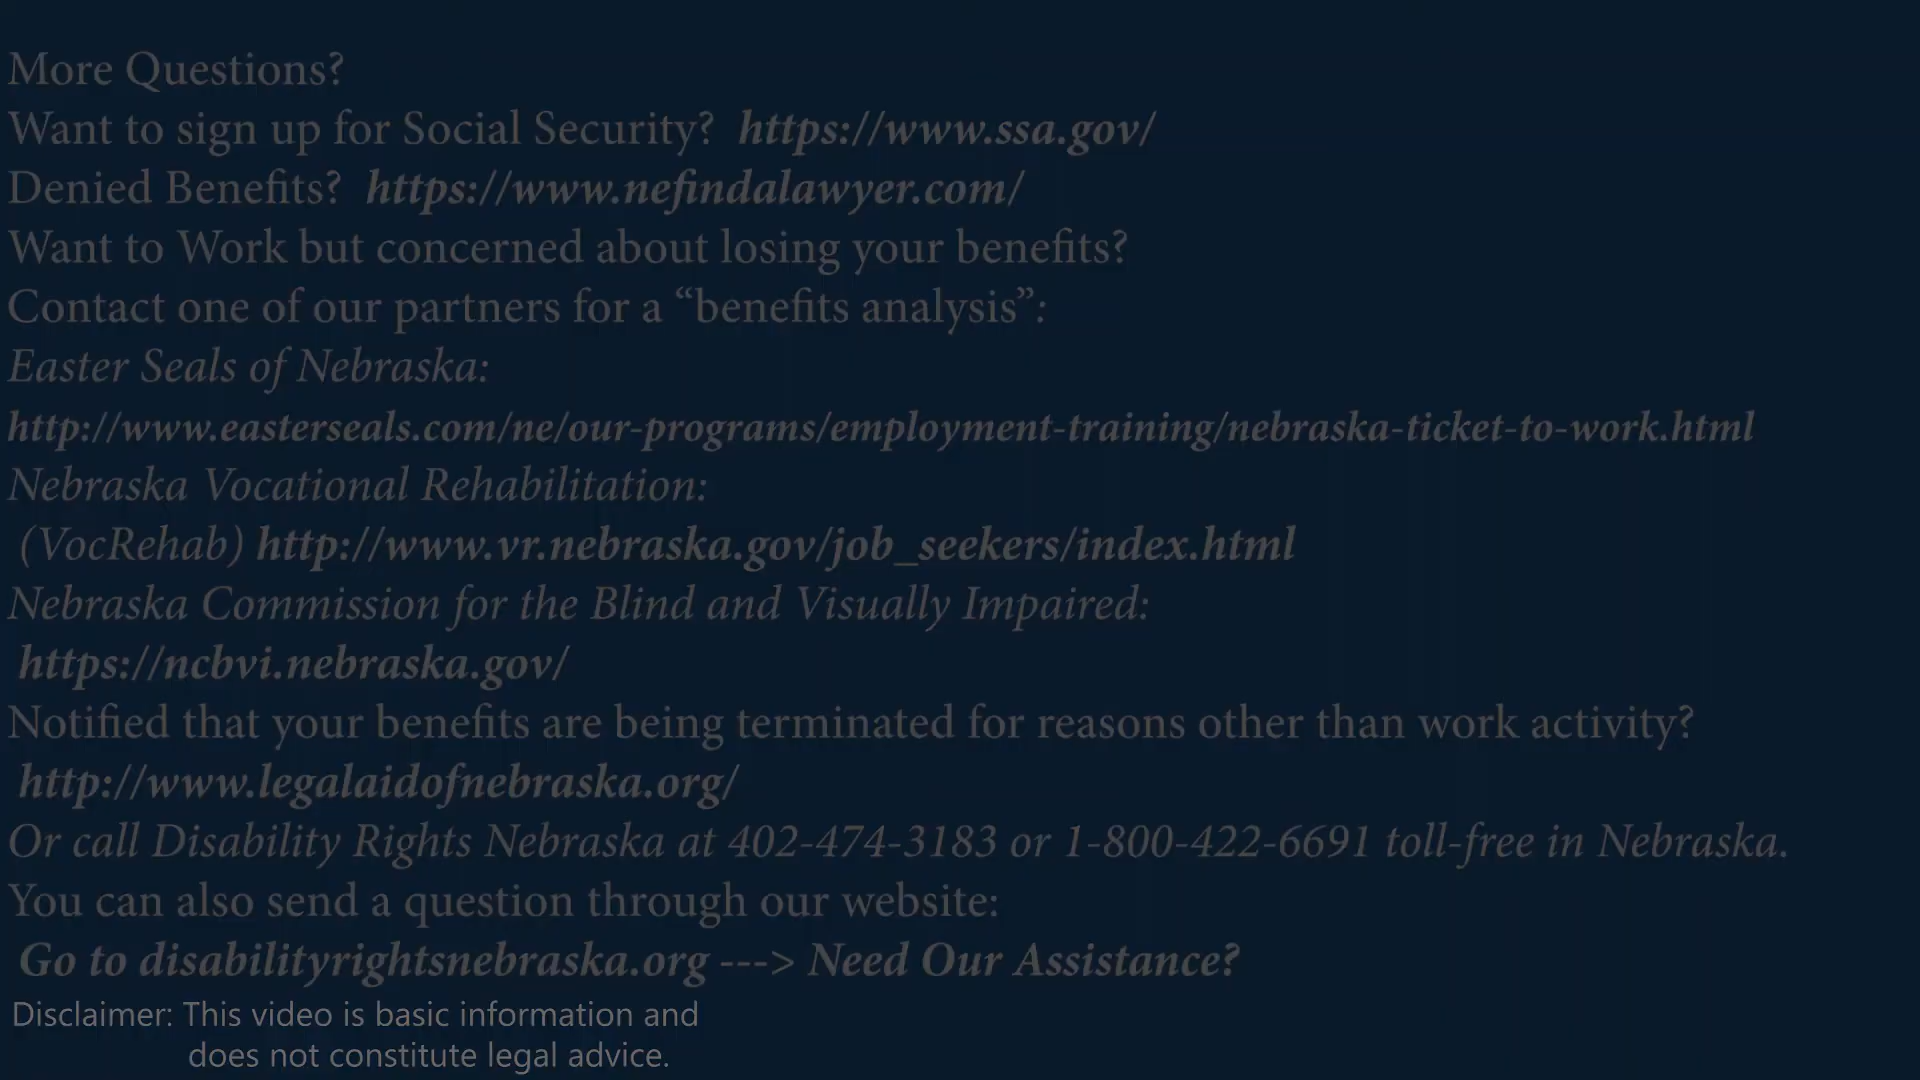 More Questions?
Want to sign up for Social Security? https://www.ssa.gov/
Denied Benefits? https://www.nefindalawyer.com/
Want to Work but concerned about losing your benefits?
Contact one of our partners for a “benefits analysis”:
Easter Seals of Nebraska:
http://www.easterseals.com/ne/our-programs/employment-training/nebraska-ticket-to-work.html
Nebraska Vocational Rehabilitation:
(VocRehab) http://www.vr.nebraska.gov/job_seekers/index.html
Nebraska Commission for the Blind and Visually Impaired:
https://ncbvi.nebraska.gov/
Notified that your benefits are being terminated for reasons other than work activity?
http://www.legalaidofnebraska.org/
Or call Disability Rights Nebraska at 402-474-3183 or 1-800-422-6691 toll-free in Nebraska.
You can also send a question through our website:
Go to disabilityrightsnebraska.org ---> Need Our Assistance?
Disclaimer: This video is basic information and
does not constitute legal advice.